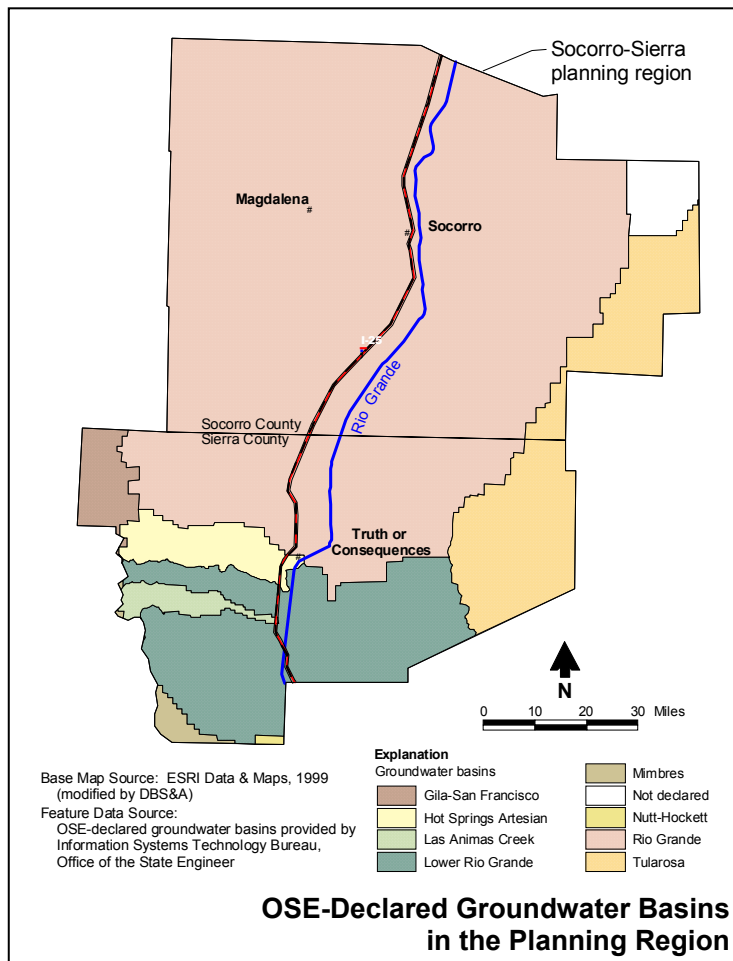 Socorro-Sierra
planning region
Magdalena
#
#
Socorro
I-25
Rio Grande
Socorro County
Sierra County
Truth or
Consequences
#
N
0 10 20 30 Miles
Base Map Source: ESRI Data & Maps, 1999
(modified by DBS&A)
Feature Data Source:
OSE-declared groundwater basins provided by
Information Systems Technology Bureau,
Office of the State Engineer
Explanation
Groundwater basins
Gila-San Francisco
Hot Springs Artesian
Las Animas Creek
Lower Rio Grande
Mimbres
Not declared
Nutt-Hockett
Rio Grande
Tularosa
OSE-Declared Groundwater Basins
in the Planning Region